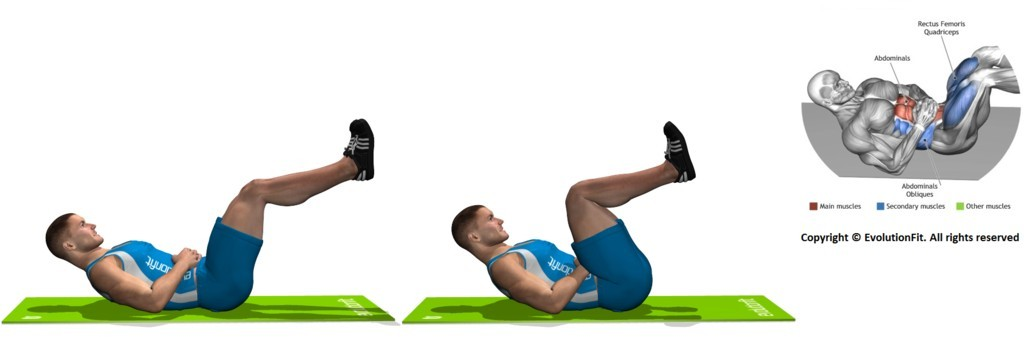 Rectus Femoris
Quadriceps
Abdominals
Abdominals
Obliques
Main muscles
Secondary muscles
Other muscles
Copyright © EvolutionFit. All rights reserved